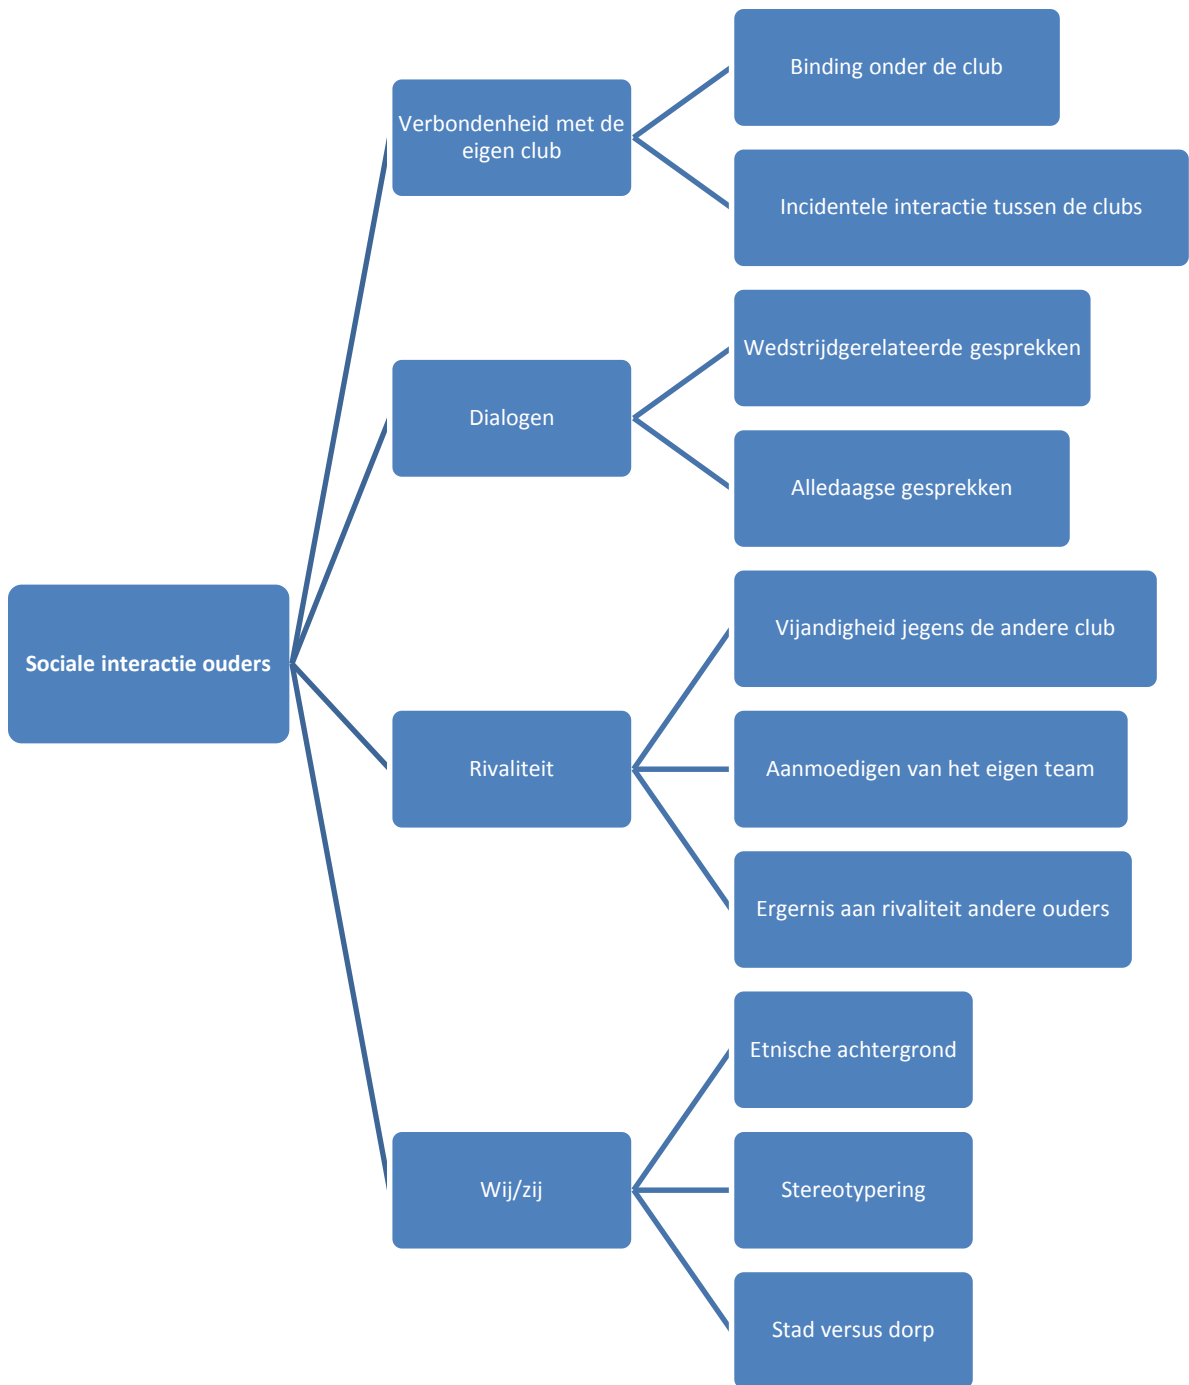 Sociale interactie ouders
Verbondenheid met de
eigen club
Binding onder de club
Incidentele interactie tussen de clubs
Dialogen
Wedstrijdgerelateerde gesprekken
Alledaagse gesprekken
Rivaliteit
Vijandigheid jegens de andere club
Aanmoedigen van het eigen team
Ergernis aan rivaliteit andere ouders
Wij/zij
Etnische achtergrond
Stereotypering
Stad versus dorp